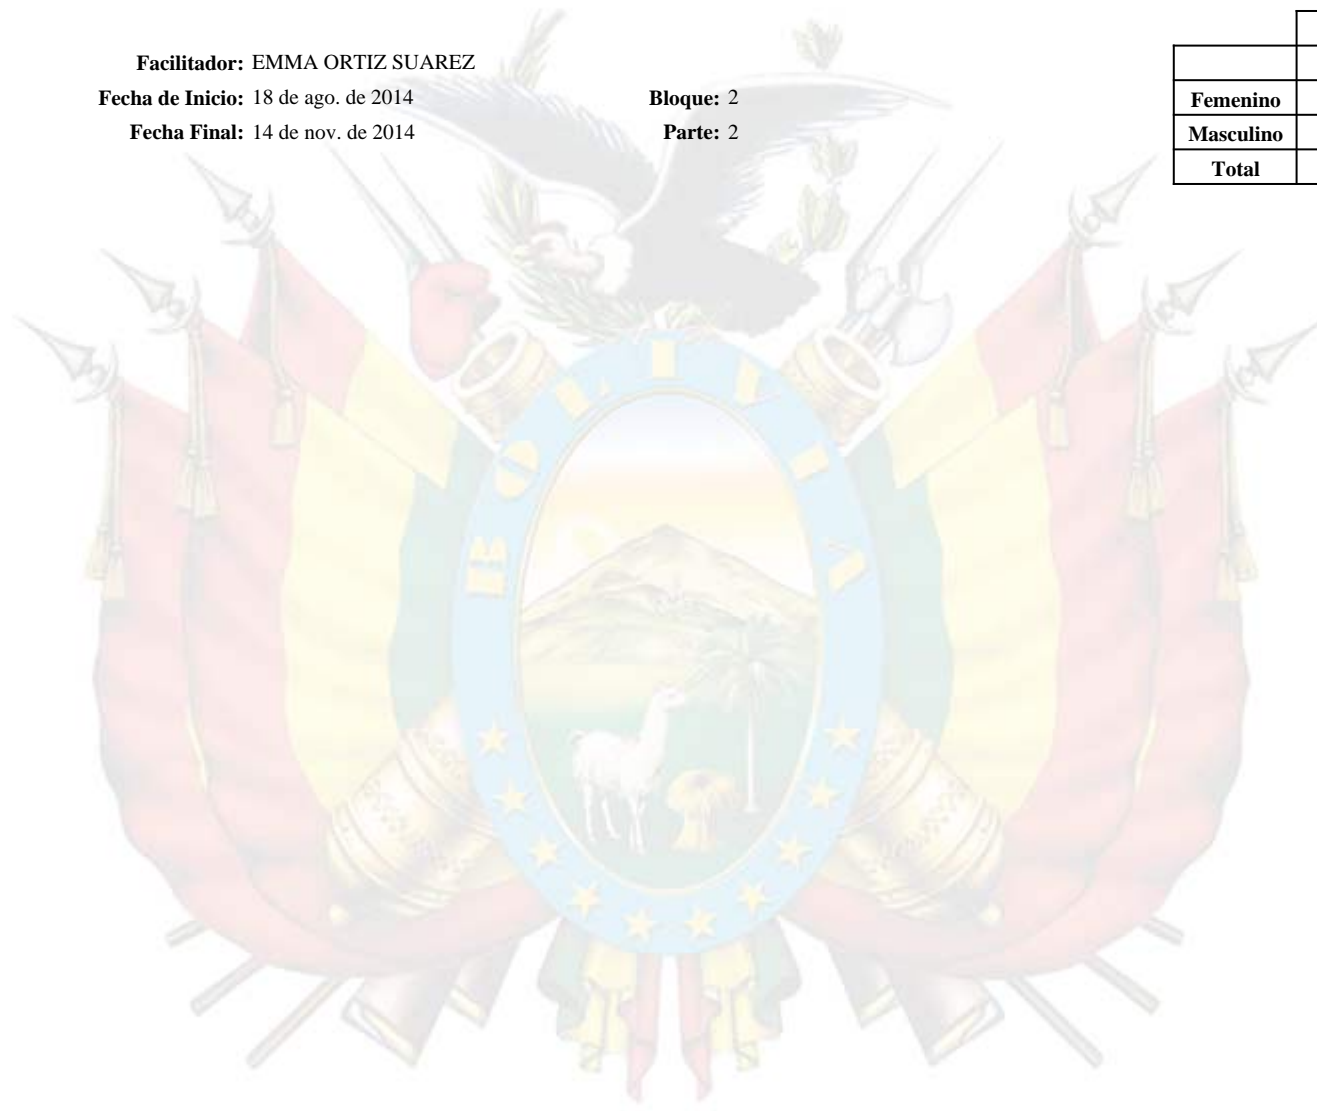 Facilitador: EMMA ORTIZ SUAREZ
Fecha de Inicio: 18 de ago. de 2014 Bloque: 2
Fecha Final: 14 de nov. de 2014 Parte: 2
Femenino
Masculino
Total
BOLIVIA